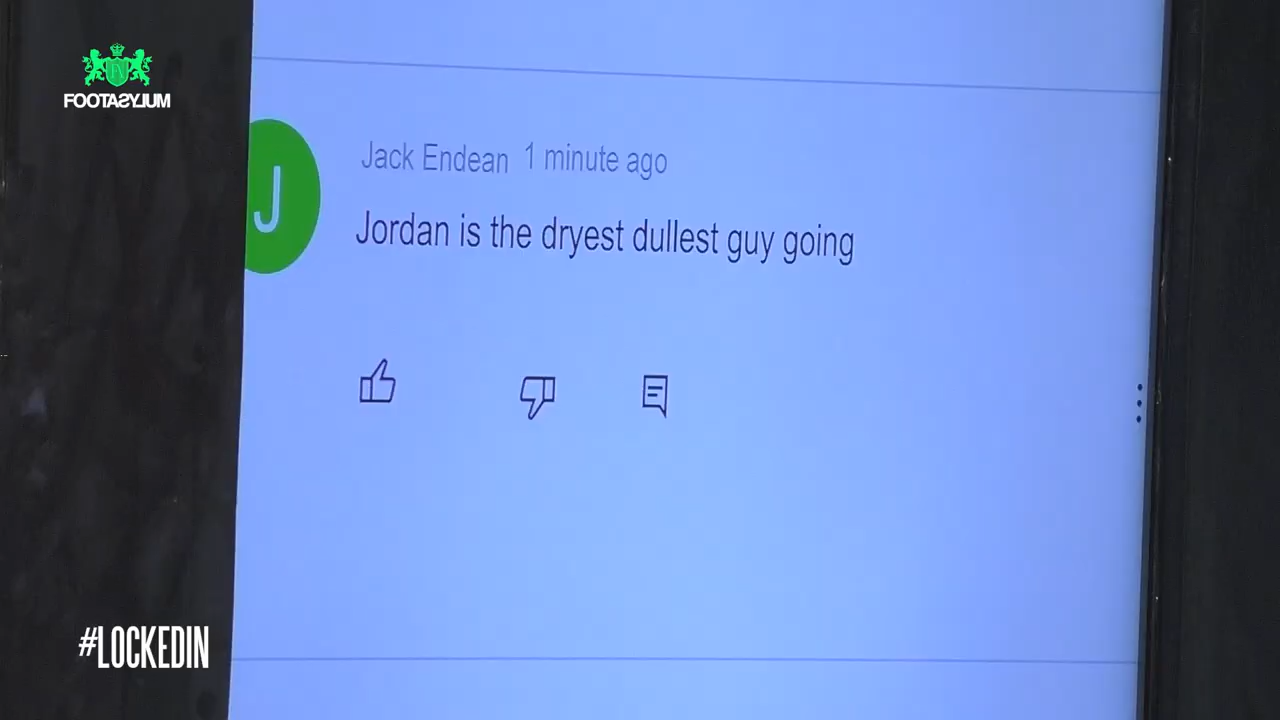 FOOTASYLUM
J
Jack Endean 1 minute ago
Jordan is the dryest dullest guy going
#LOCKEDIN